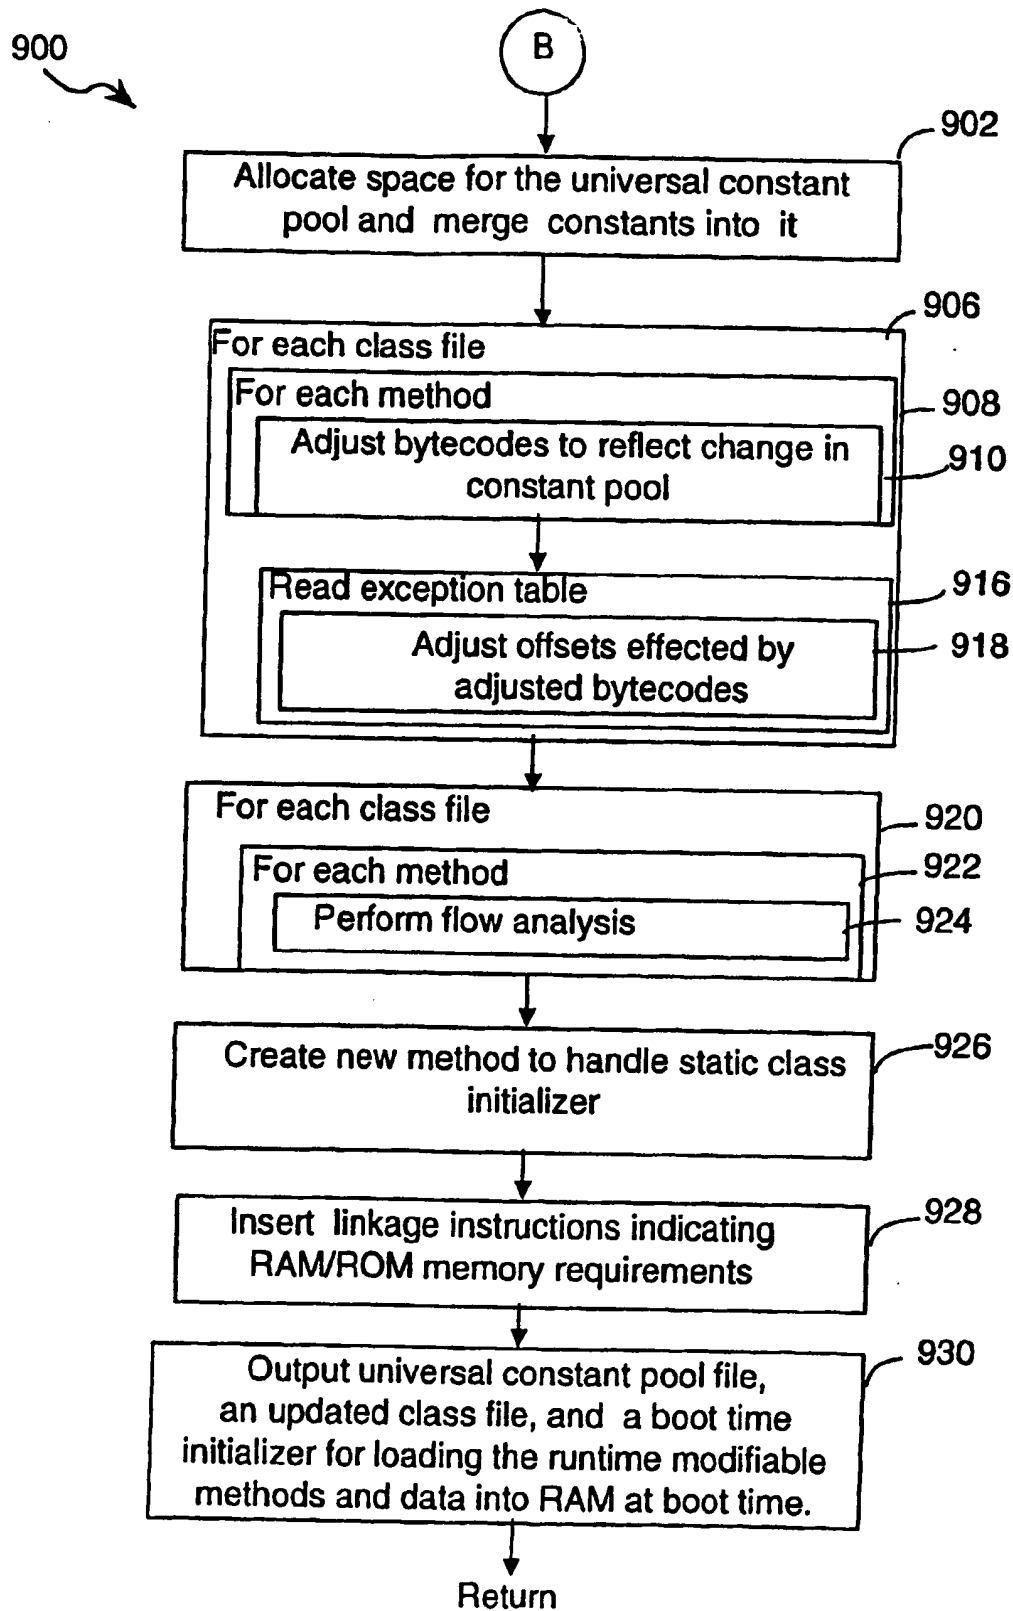 B
900
902
Allocate space for the universal constant
pool and merge constants into it
906
For each class file
For each method
908
Adjust bytecodes to reflect change in
constant pool
910
Read exception table
916
Adjust offsets effected by
adjusted bytecodes
918
For each class file
920
For each method
922
Perform flow analysis
924
Create new method to handle static class
initializer
926
Insert linkage instructions indicating
RAM/ROM memory requirements
928
Output universal constant pool file,
an updated class file, and a boot time
initializer for loading the runtime modifiable
methods and data into RAM at boot time.
930
Return